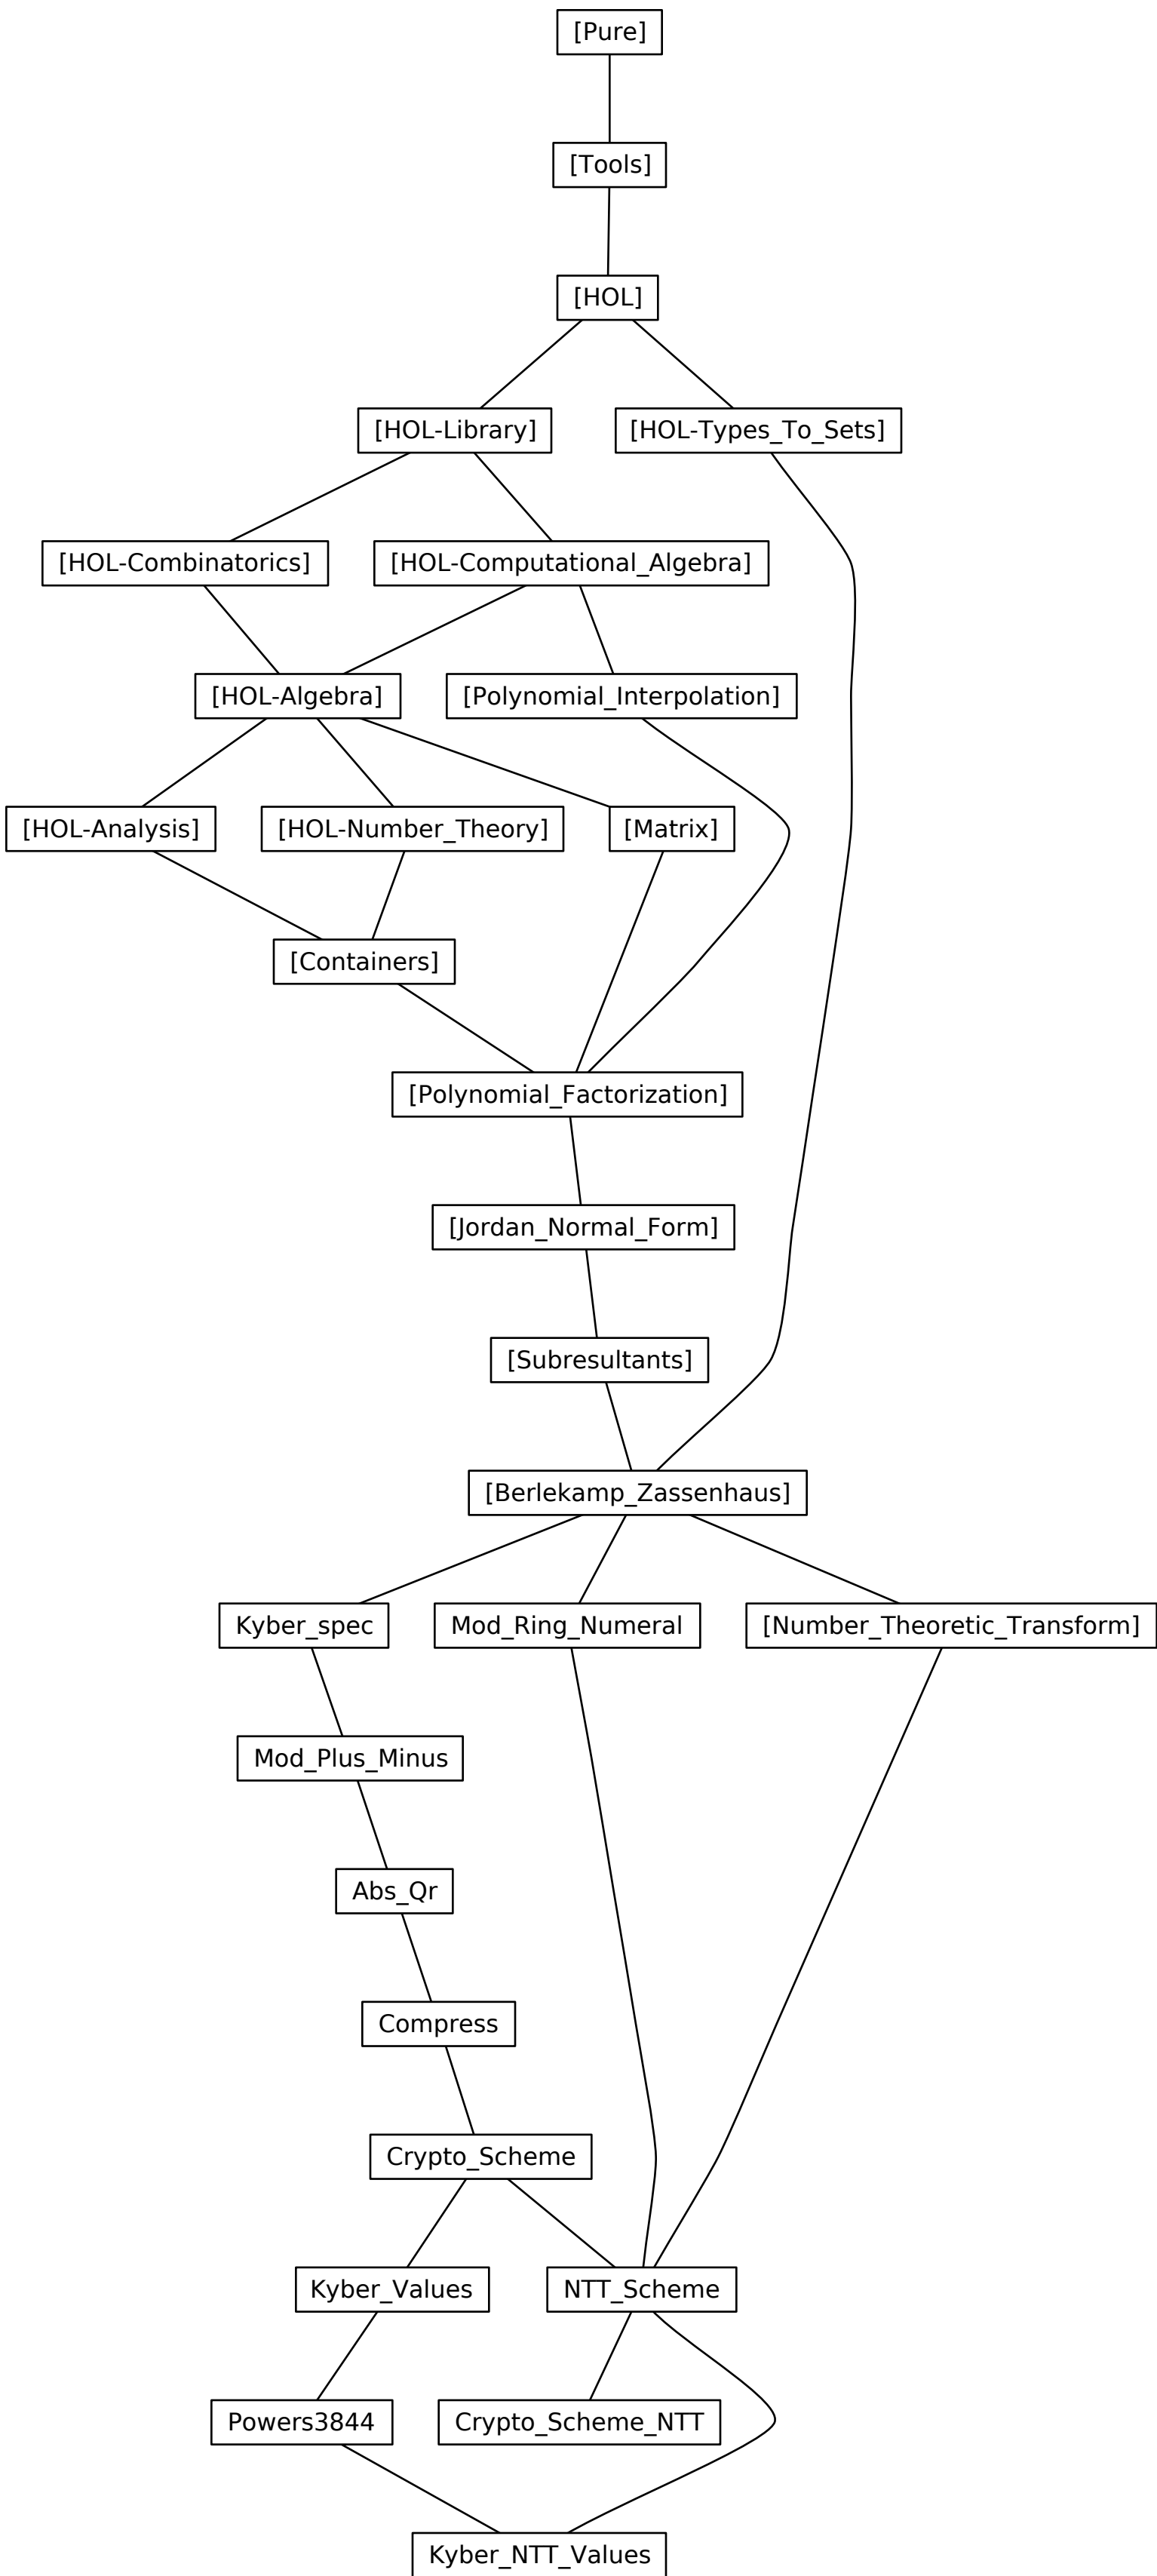 [Pure]
[Tools]
[HOL]
[HOL-Library]
[HOL-Types_To_Sets]
[HOL-Combinatorics]
[HOL-Computational_Algebra]
[HOL-Algebra]
[Polynomial_Interpolation]
[HOL-Analysis]
[HOL-Number_Theory]
[Matrix]
[Containers]
[Polynomial_Factorization]
[Jordan_Normal_Form]
[Subresultants]
[Berlekamp_Zassenhaus]
Kyber_spec
Mod_Ring_Numeral
[Number_Theoretic_Transform]
Mod_Plus_Minus
Abs_Qr
Compress
Crypto_Scheme
Kyber_Values
NTT_Scheme
Powers3844
Crypto_Scheme_NTT
Kyber_NTT_Values